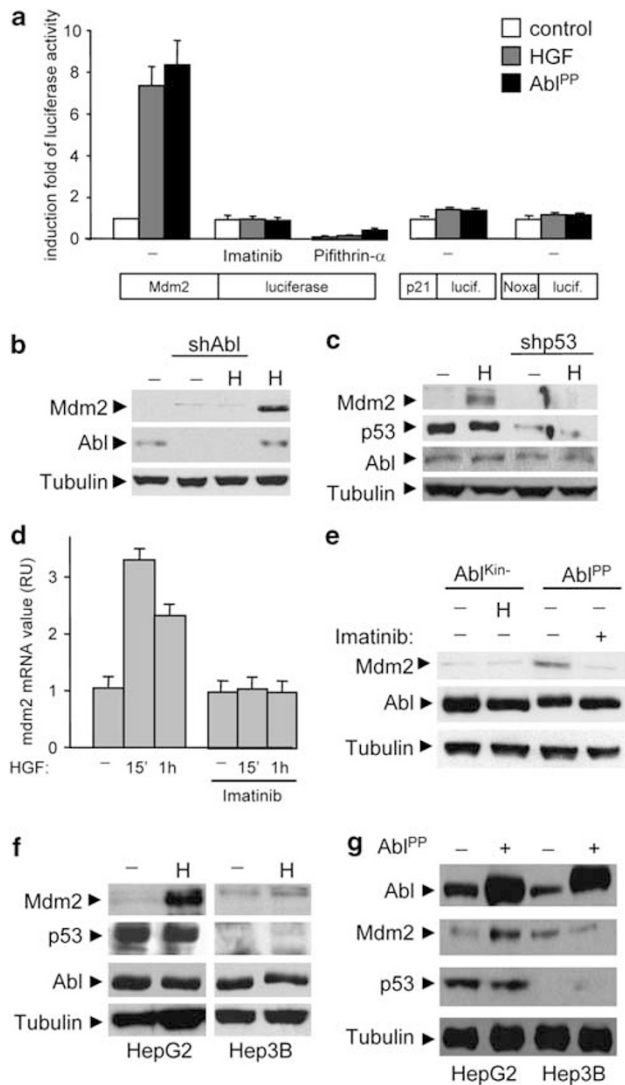 a
induction fold of luciferase activity
10
8
6
4
2
0
control
HGF
Abl^PP
– Imatinib Pifithrin-α – –
Mdm2 luciferase p21 lucif. Noxa lucif.
b
shAbl
– – H H
Mdm2
Abl
Tubulin
c
shp53
– H – H
Mdm2
p53
Abl
Tubulin
d
mdm2 mRNA value (RU)
3
2
1
0
HGF: – 15' 1h – 15' 1h
Imatinib
e
Abl^Kin- Abl^PP
– H – –
Imatinib: – – – +
Mdm2
Abl
Tubulin
f
– H – H
Mdm2
p53
Abl
Tubulin
HepG2 Hep3B
g
Abl^PP – + – +
Abl
Mdm2
p53
Tubulin
HepG2 Hep3B